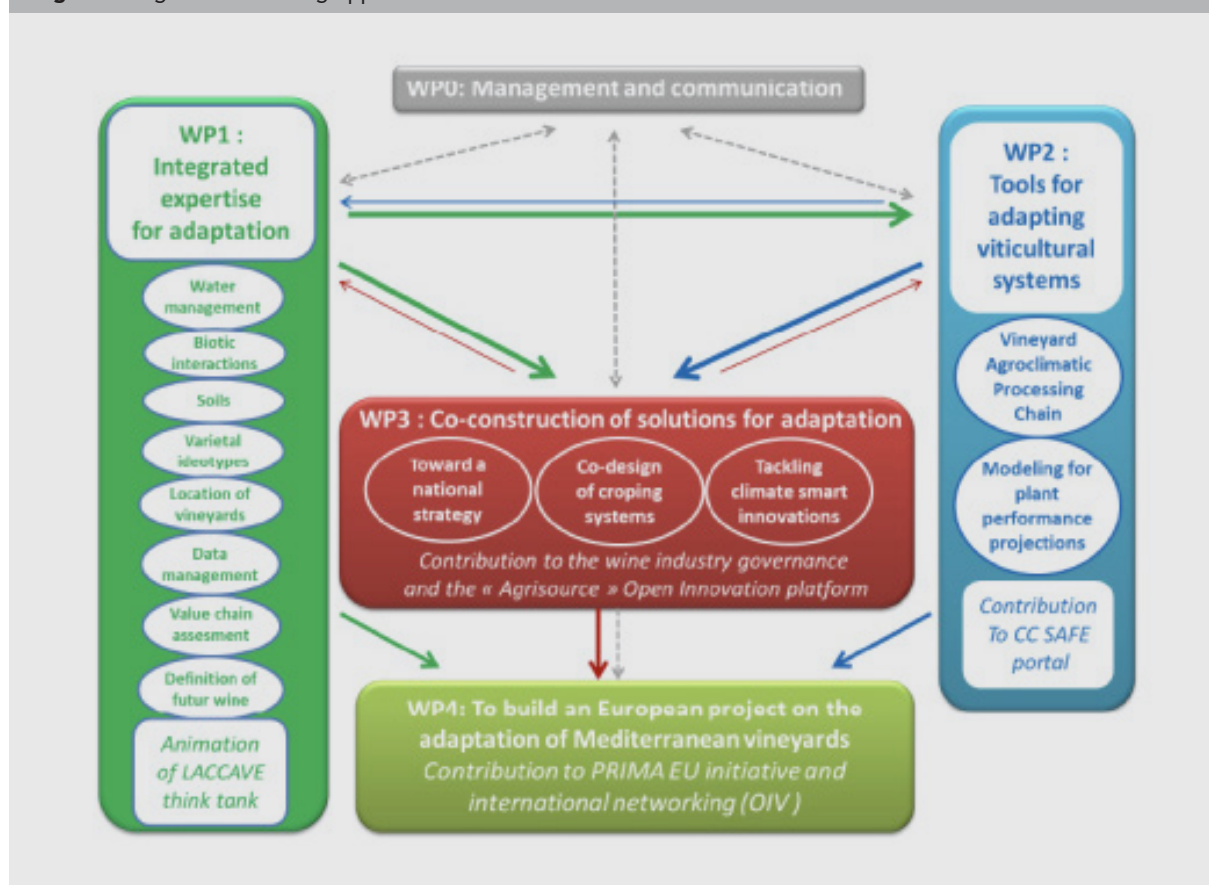 WP0: Management and communication
WP1 :
Integrated
expertise
for adaptation
Water
management
Biotic
interactions
Soils
Varietal
ideotypes
Location of
vineyards
Data
management
Value chain
assesment
Definition of
futur wine
Animation
of LACCAVE
think tank
WP2 :
Tools for
adapting
viticultural
systems
Vineyard
Agroclimatic
Processing
Chain
Modeling for
plant
performance
projections
Contribution
To CC SAFE
portal
WP3 : Co-construction of solutions for adaptation
Toward a
national
strategy
Co-design
of croping
systems
Tackling
climate smart
innovations
Contribution to the wine industry governance
and the « Agrisource » Open Innovation platform
WP4: To build an European project on the
adaptation of Mediterranean vineyards
Contribution to PRIMA EU initiative and
international networking (OIV )